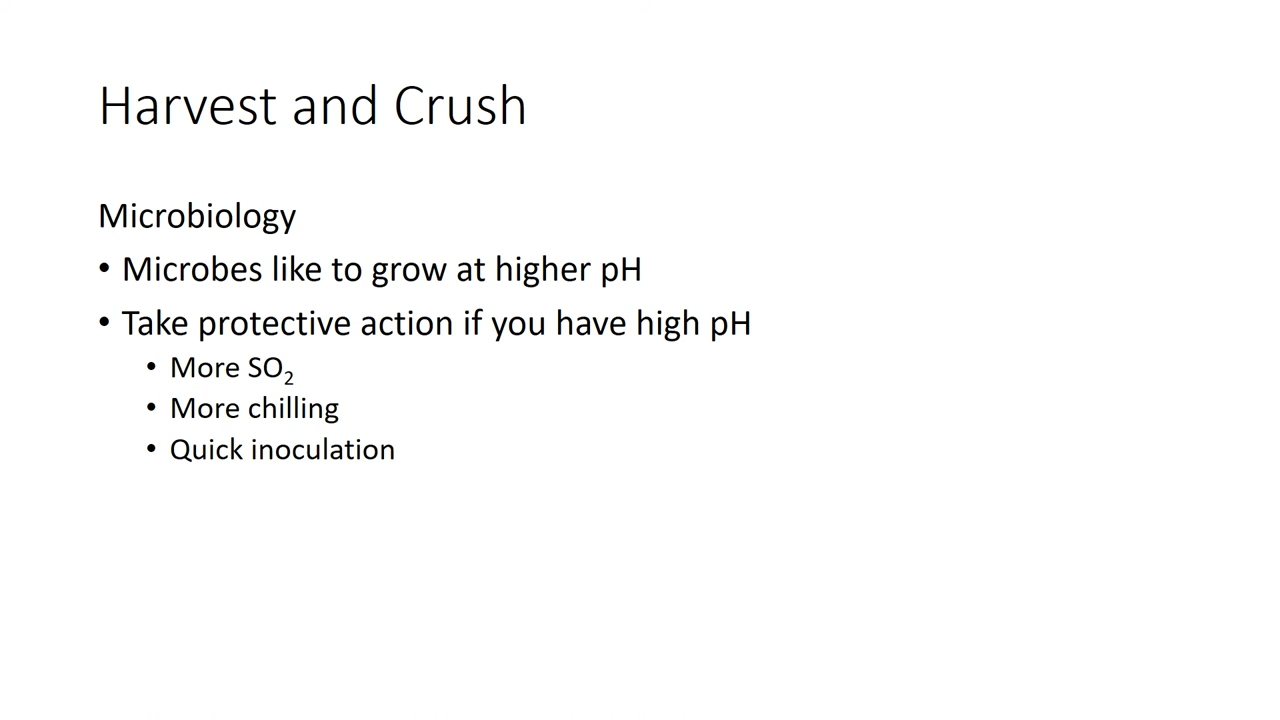 Harvest and Crush
Microbiology
• Microbes like to grow at higher pH
• Take protective action if you have high pH
• More SO₂
• More chilling
• Quick inoculation